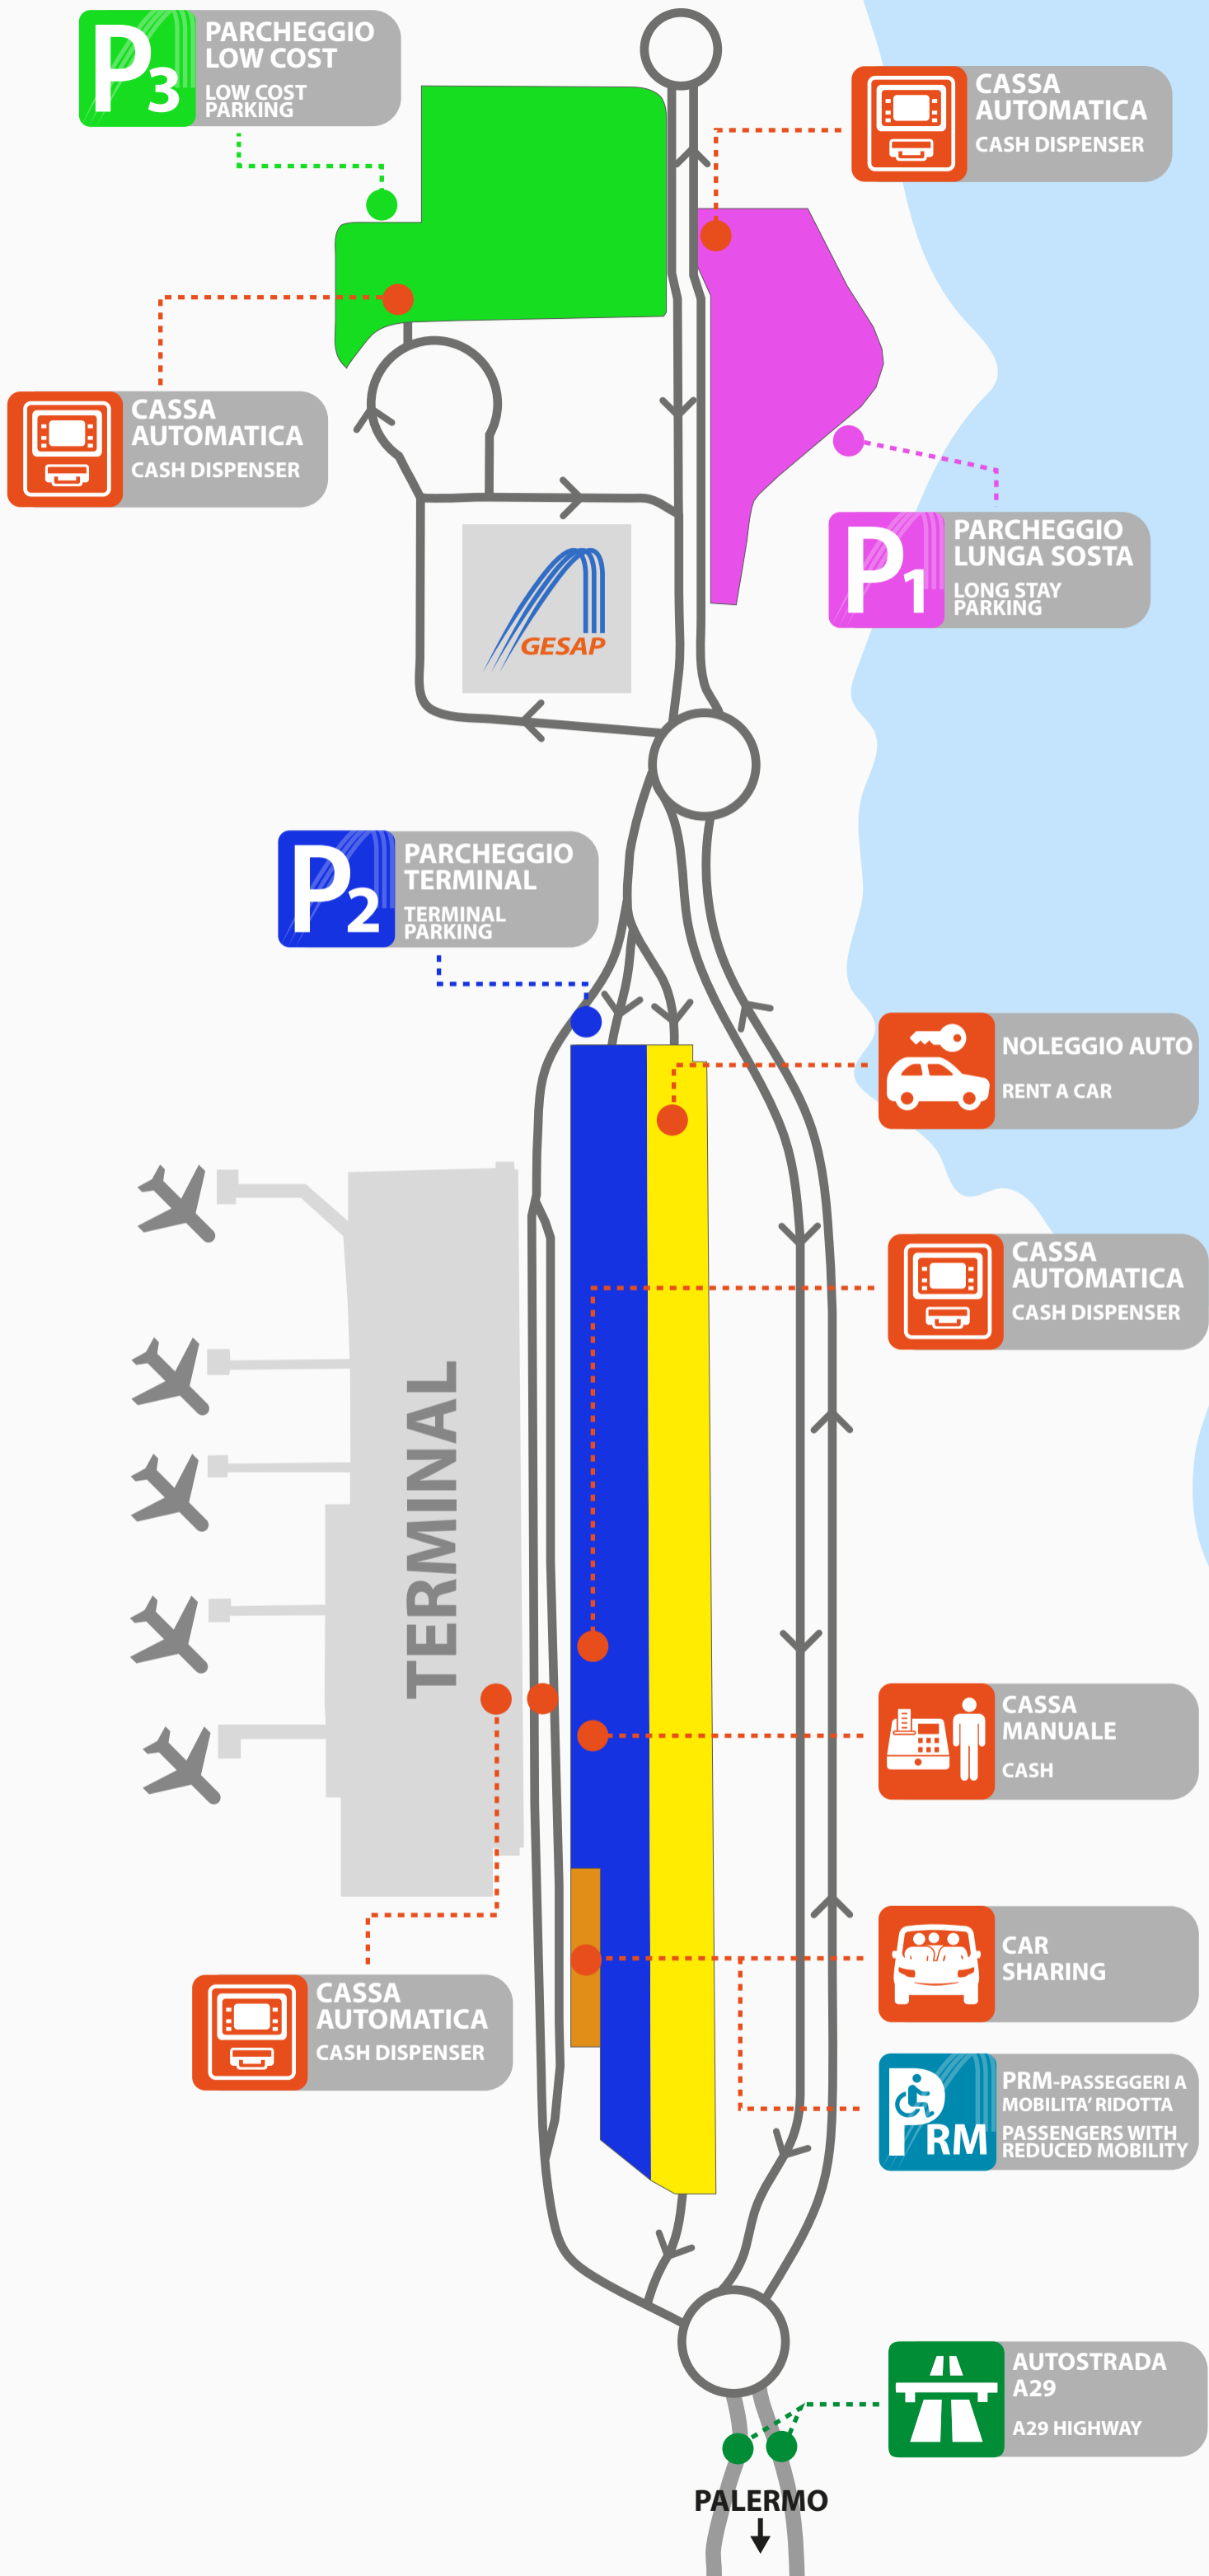 P3
PARCHEGGIO
LOW COST
LOW COST
PARKING
CASSA
AUTOMATICA
CASH DISPENSER
CASSA
AUTOMATICA
CASH DISPENSER
P1
PARCHEGGIO
LUNGA SOSTA
LONG STAY
PARKING
GESAP
P2
PARCHEGGIO
TERMINAL
TERMINAL
PARKING
NOLEGGIO AUTO
RENT A CAR
CASSA
AUTOMATICA
CASH DISPENSER
TERMINAL
CASSA
MANUALE
CASH
CAR
SHARING
CASSA
AUTOMATICA
CASH DISPENSER
PRM
PRM-PASSEGGERI A
MOBILITA’ RIDOTTA
PASSENGERS WITH
REDUCED MOBILITY
AUTOSTRADA
A29
A29 HIGHWAY
PALERMO